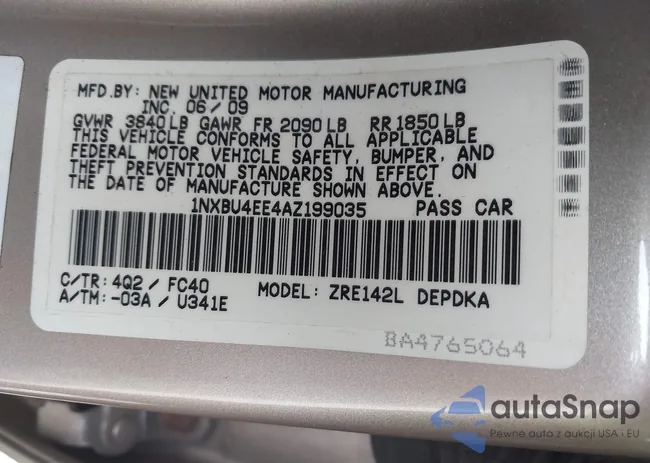 MFD.BY: NEW UNITED MOTOR MANUFACTURING
INC. 06/09
GVWR 3840LB GAWR FR 2090LB RR1850LB
THIS VEHICLE CONFORMS TO ALL APPLICABLE
FEDERAL MOTOR VEHICLE SAFETY, BUMPER, AND
THEFT PREVENTION STANDARDS IN EFFECT ON
THE DATE OF MANUFACTURE SHOWN ABOVE.
1NXBU4EE4AZ199035 PASS CAR
C/TR: 4Q2 / FC40
A/TM: -03A / U341E MODEL: ZRE142L DEPDKA
BA4765064
autaSnap
Pewne auto z aukcji USA i EU